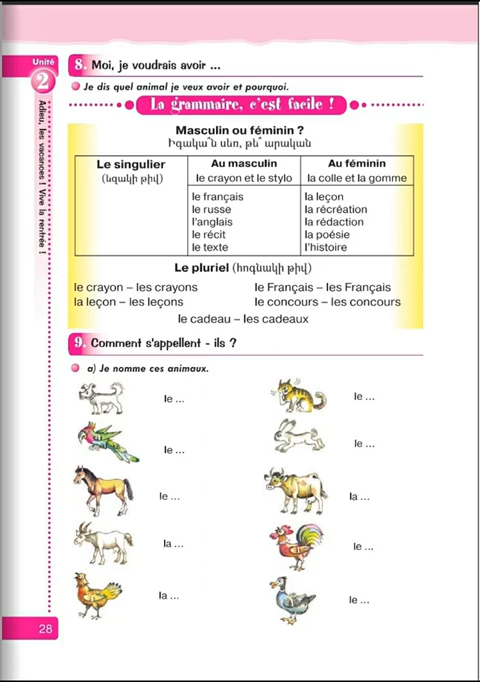 Unité
2
Adieu, les vacances ! Vive la rentrée !
8. Moi, je voudrais avoir ...
Je dis quel animal je veux avoir et pourquoi.
La grammaire, c'est facile !
Masculin ou féminin ?
Իգակա՞ն սեռ, թե՞ արական
Le singulier
(եզակի թիվ)
Au masculin
le crayon et le stylo
Au féminin
la colle et la gomme
le français
le russe
l'anglais
le récit
le texte
la leçon
la récréation
la rédaction
la poésie
l'histoire
Le pluriel (հոգնակի թիվ)
le crayon – les crayons
le Français – les Français
la leçon – les leçons
le concours – les concours
le cadeau – les cadeaux
9. Comment s'appellent - ils ?
a) Je nomme ces animaux.
le ...
le ...
le ...
le ...
le ...
la ...
la ...
le ...
la ...
le ...
28